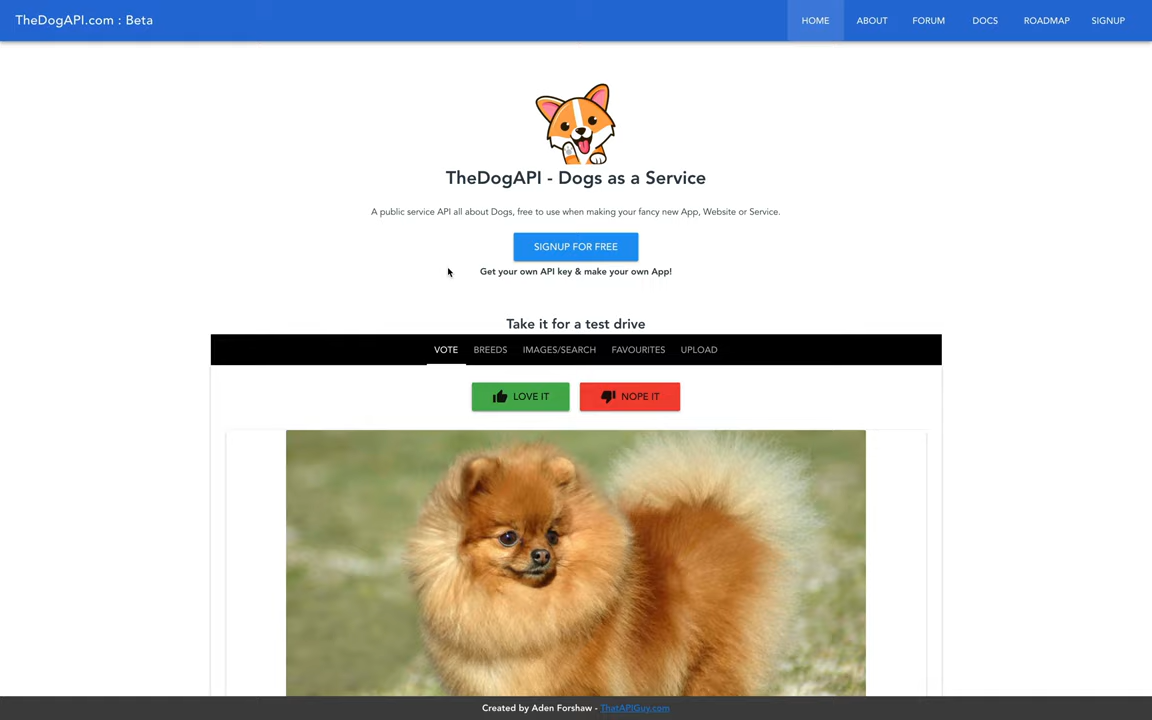 TheDogAPI.com : Beta
HOME
ABOUT
FORUM
DOCS
ROADMAP
SIGNUP
TheDogAPI - Dogs as a Service
A public service API all about Dogs, free to use when making your fancy new App, Website or Service.
SIGNUP FOR FREE
Get your own API key & make your own App!
Take it for a test drive
VOTE
BREEDS
IMAGES/SEARCH
FAVOURITES
UPLOAD
LOVE IT
NOPE IT
Created by Aden Forshaw - ThatAPIGuy.com